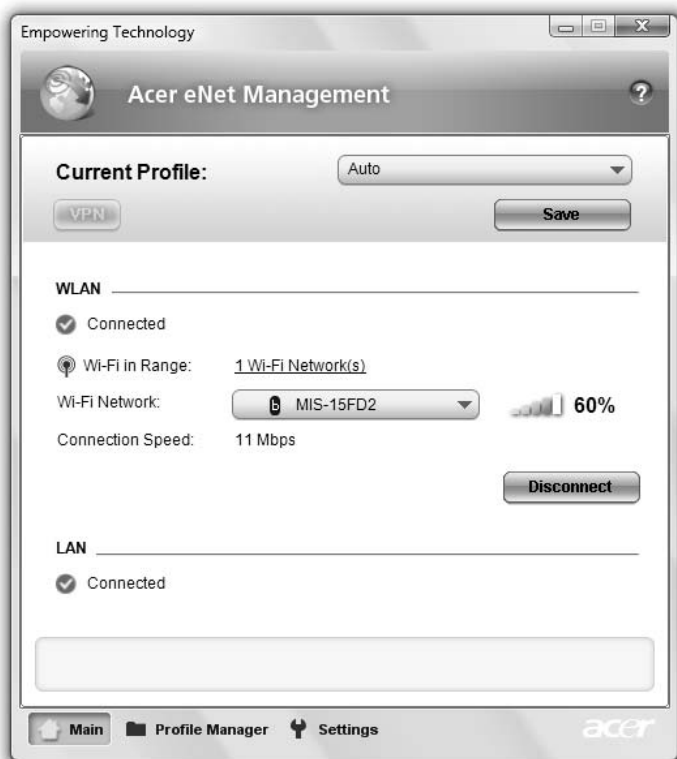 Empowering Technology
Acer eNet Management
?
Current Profile:
Auto
VPN
Save
WLAN
Connected
Wi-Fi in Range: 1 Wi-Fi Network(s)
Wi-Fi Network: b MIS-15FD2 60%
Connection Speed: 11 Mbps
Disconnect
LAN
Connected
Main Profile Manager Settings acer